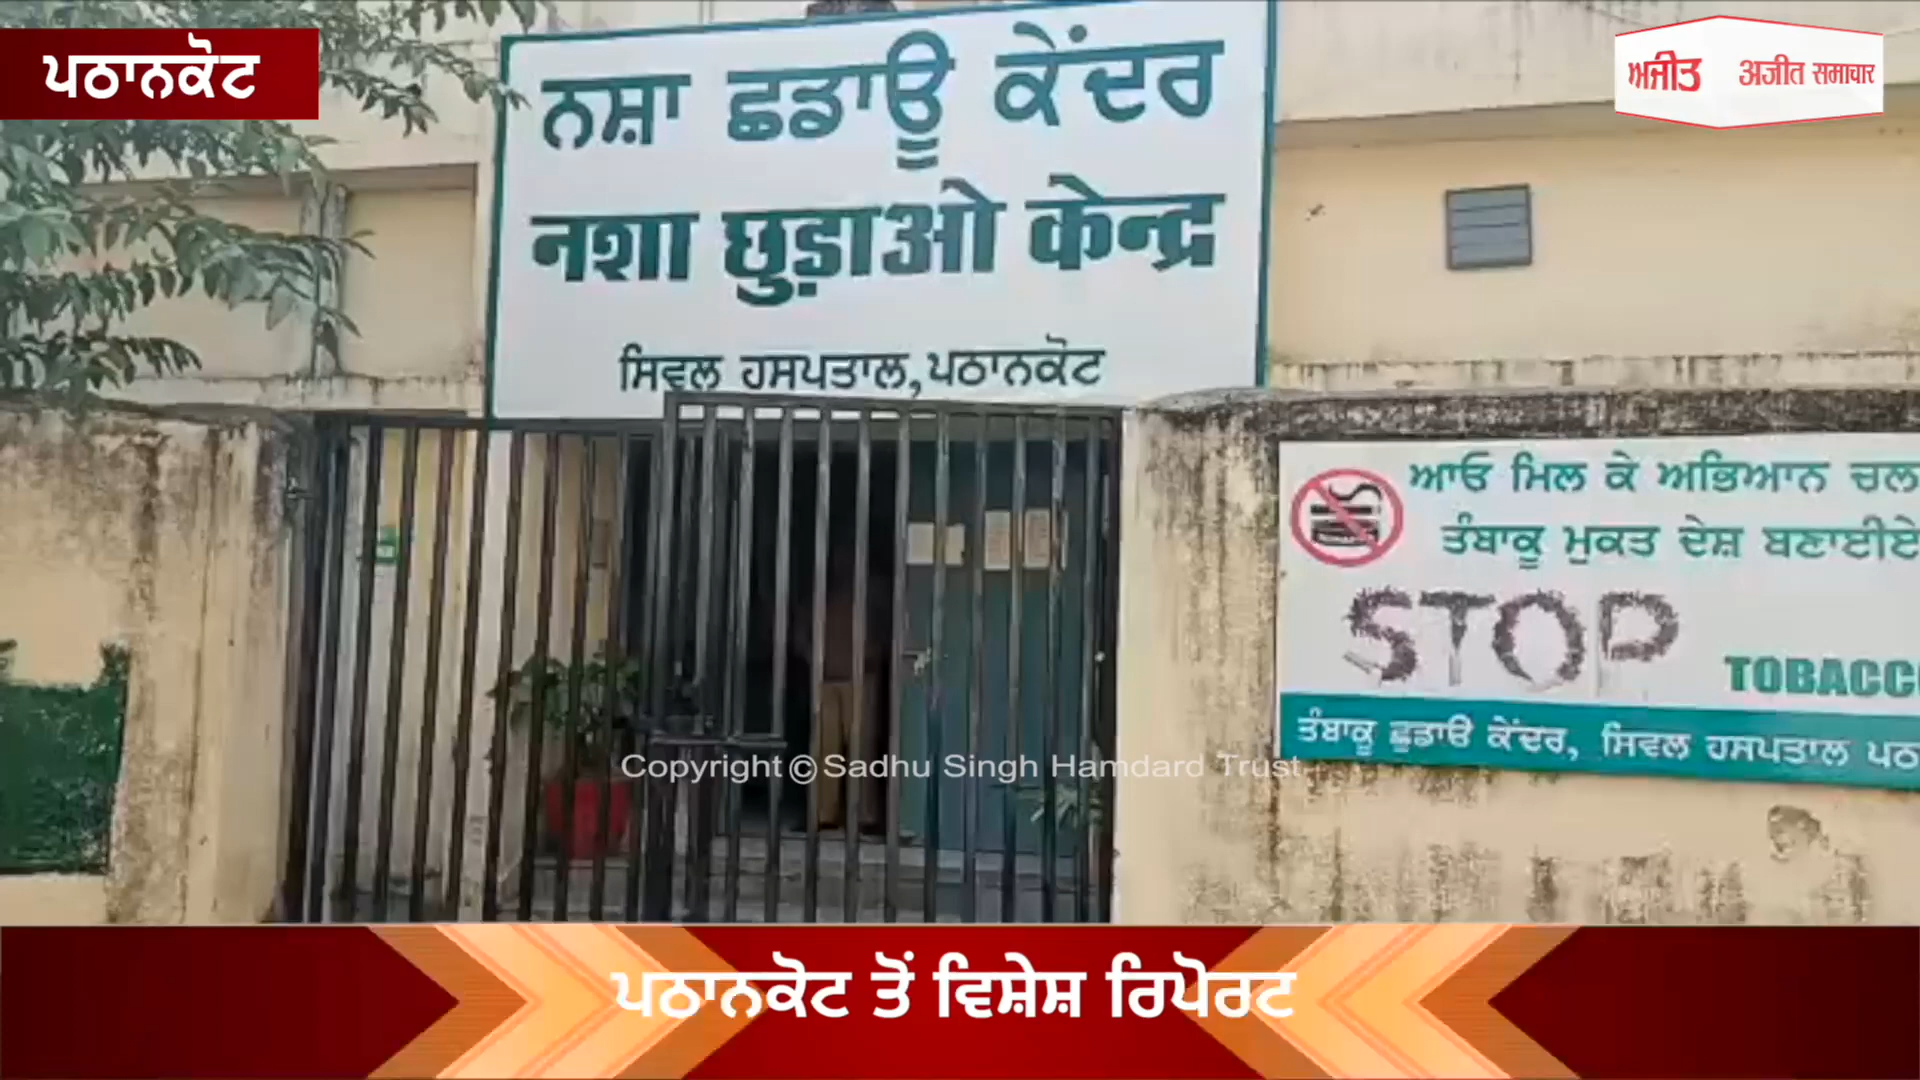 ਪਠਾਨਕੋਟ
ਅਜੀਤ अजीत समाचार
ਨਸ਼ਾ ਛਡਾਊ ਕੇਂਦਰ
नशा छुड़ाओ केन्द्र
ਸਿਵਲ ਹਸਪਤਾਲ, ਪਠਾਨਕੋਟ
ਆਓ ਮਿਲ ਕੇ ਅਭਿਆਨ ਚਲ
ਤੰਬਾਕੂ ਮੁਕਤ ਦੇਸ਼ ਬਣਾਈਏ
STOP
TOBACC
ਤੰਬਾਕੂ ਛੁਡਾਓ ਕੇਂਦਰ, ਸਿਵਲ ਹਸਪਤਾਲ ਪਠ
Copyright © Sadhu Singh Hamdard Trust
ਪਠਾਨਕੋਟ ਤੋਂ ਵਿਸ਼ੇਸ਼ ਰਿਪੋਰਟ